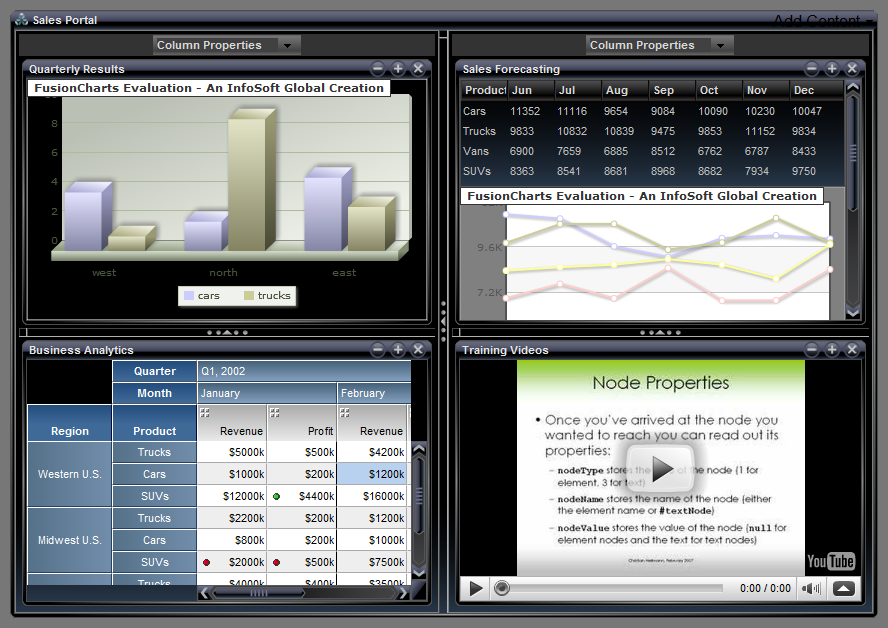 Sales Portal
Add Content
Column Properties
Column Properties
Quarterly Results
FusionCharts Evaluation - An InfoSoft Global Creation
8
6
4
2
0
west north east
cars trucks
Sales Forecasting
Product Jun Jul Aug Sep Oct Nov Dec
Cars 11352 11116 9654 9084 10090 10230 10047
Trucks 9833 10832 10839 9475 9853 11152 9834
Vans 6900 7659 6885 8512 6762 6787 8433
SUVs 8363 8541 8681 8968 8682 7934 9750
FusionCharts Evaluation - An InfoSoft Global Creation
9.6K
7.2K
Business Analytics
Quarter Q1, 2002
Month January February
Region Product Revenue Profit Revenue
Trucks $5000k $500k $4200k
Western U.S. Cars $1000k $200k $1200k
SUVs $12000k $4400k $16000k
Trucks $2200k $200k $1200k
Midwest U.S. Cars $800k $200k $1000k
SUVs $2000k $500k $7500k
Trucks $4000k $400k $3500k
Training Videos
Node Properties
• Once you`ve arrived at the node you
wanted to reach you can read out its
properties:
– nodeType stores the of the node (1 for
element, 3 for text)
– nodeName stores the name of the node (either
the element name or #textNode)
– nodeValue stores the value of the node (null for
element nodes and the text for text nodes)
Christian Heilmann, February 2007
YouTube
0:00 / 0:00